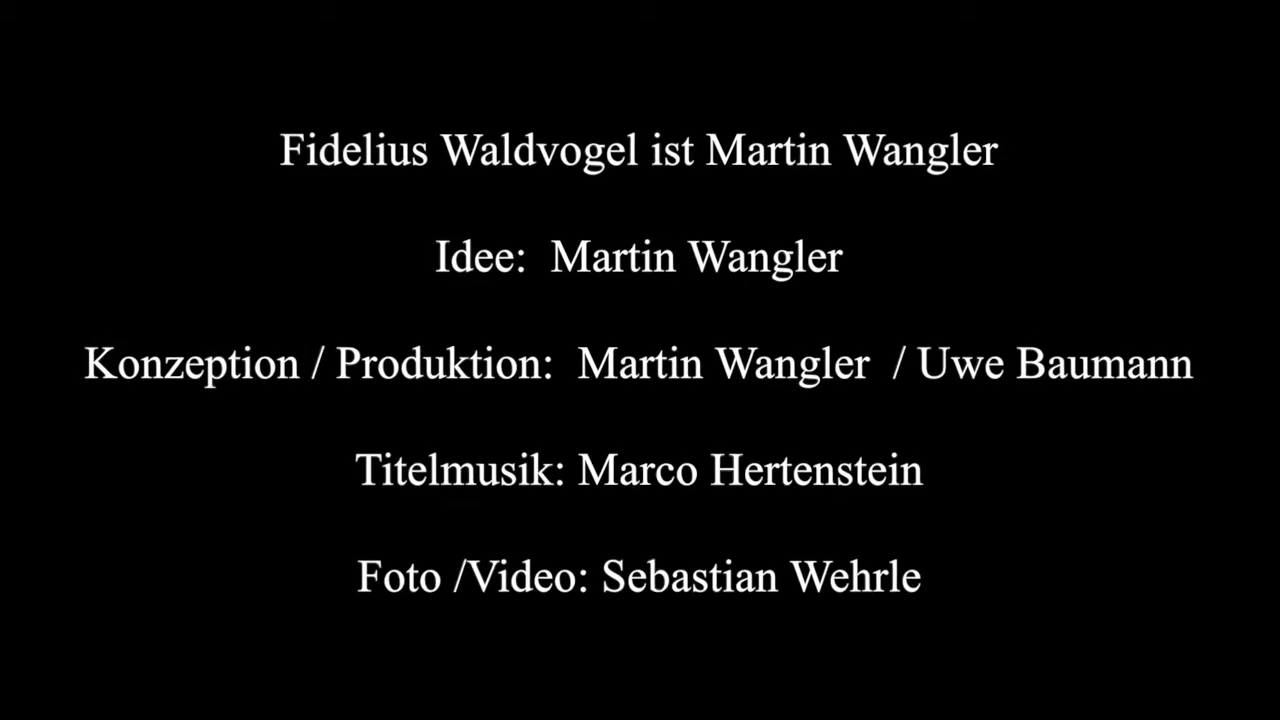 Fidelius Waldvogel ist Martin Wangler
Idee:  Martin Wangler
Konzeption / Produktion:  Martin Wangler  / Uwe Baumann
Titelmusik: Marco Hertenstein
Foto /Video: Sebastian Wehrle